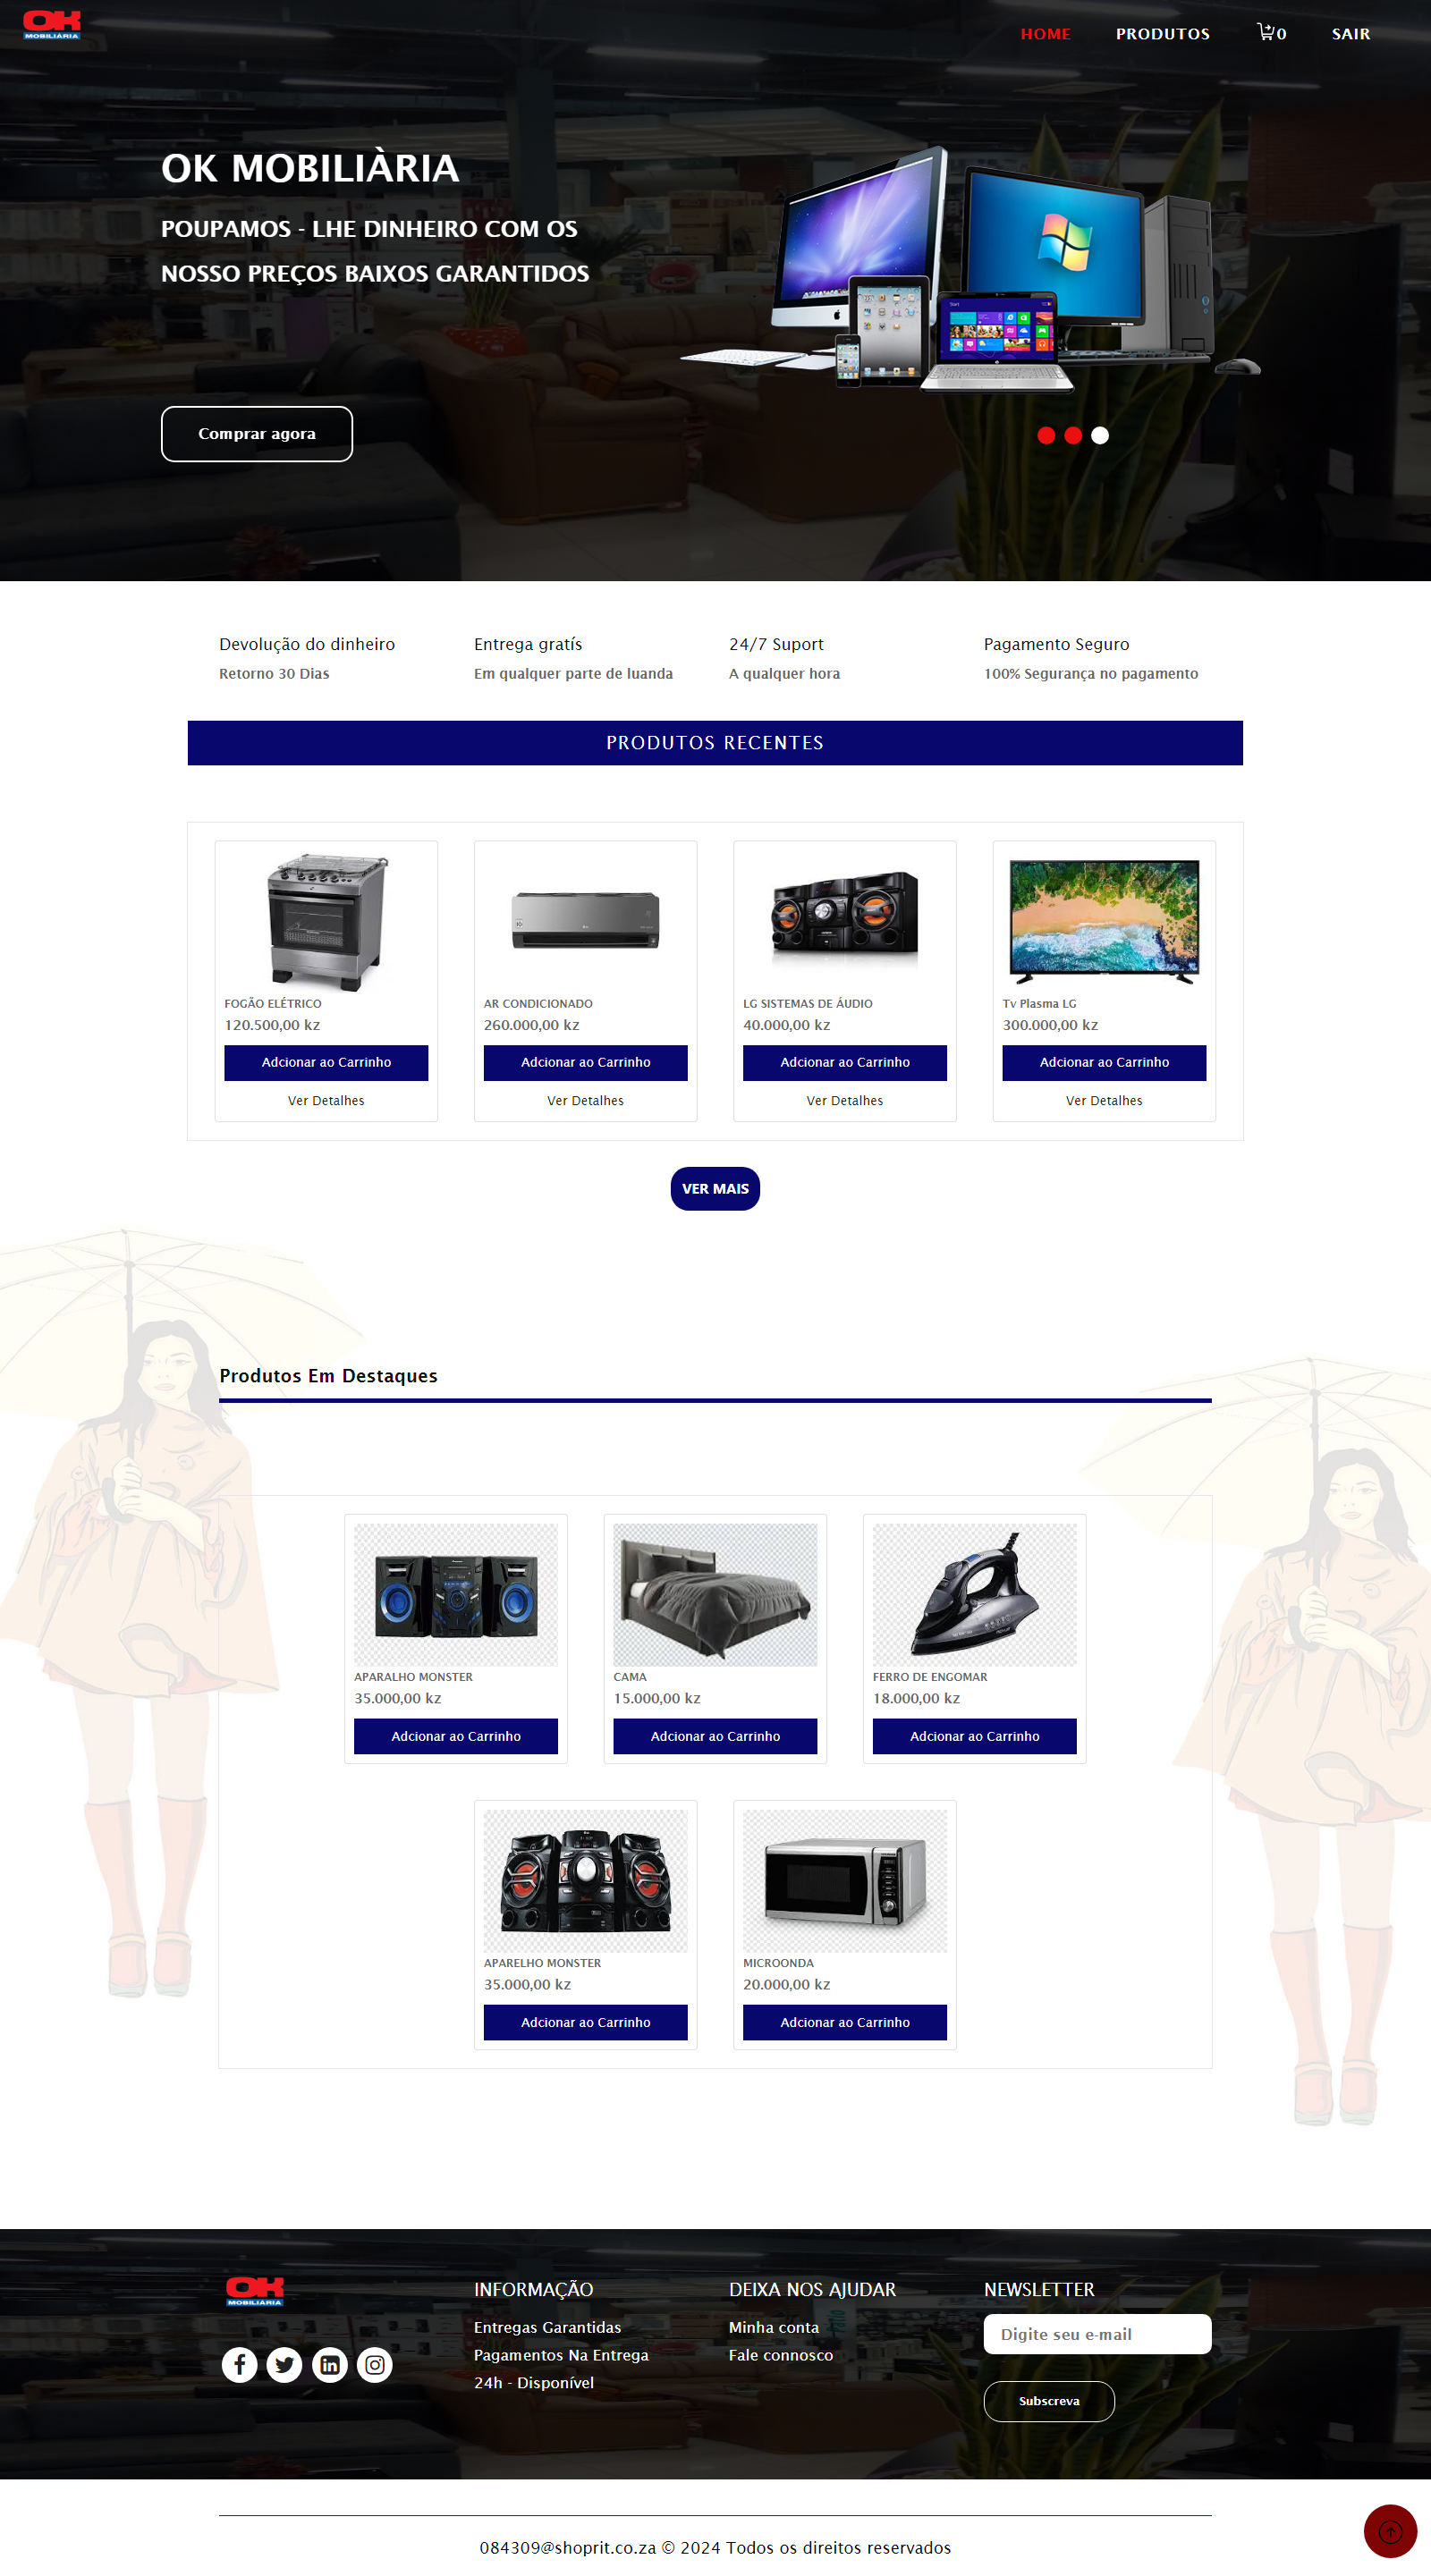 OK
MOBILIÁRIA
HOME
PRODUTOS
0
SAIR
OK MOBILIÀRIA
POUPAMOS - LHE DINHEIRO COM OS
NOSSO PREÇOS BAIXOS GARANTIDOS
Start
Comprar agora
Devolução do dinheiro
Retorno 30 Dias
Entrega gratís
Em qualquer parte de luanda
24/7 Suport
A qualquer hora
Pagamento Seguro
100% Segurança no pagamento
PRODUTOS RECENTES
FOGÃO ELÉTRICO
120.500,00 kz
Adcionar ao Carrinho
Ver Detalhes
AR CONDICIONADO
260.000,00 kz
Adcionar ao Carrinho
Ver Detalhes
LG SISTEMAS DE ÁUDIO
40.000,00 kz
Adcionar ao Carrinho
Ver Detalhes
Tv Plasma LG
300.000,00 kz
Adcionar ao Carrinho
Ver Detalhes
VER MAIS
Produtos Em Destaques
APARALHO MONSTER
35.000,00 kz
Adcionar ao Carrinho
CAMA
15.000,00 kz
Adcionar ao Carrinho
FERRO DE ENGOMAR
18.000,00 kz
Adcionar ao Carrinho
APARELHO MONSTER
35.000,00 kz
Adcionar ao Carrinho
MICROONDA
20.000,00 kz
Adcionar ao Carrinho
OK
MOBILIÁRIA
INFORMAÇÃO
Entregas Garantidas
Pagamentos Na Entrega
24h - Disponível
DEIXA NOS AJUDAR
Minha conta
Fale connosco
NEWSLETTER
Digite seu e-mail
Subscreva
084309@shoprit.co.za © 2024 Todos os direitos reservados